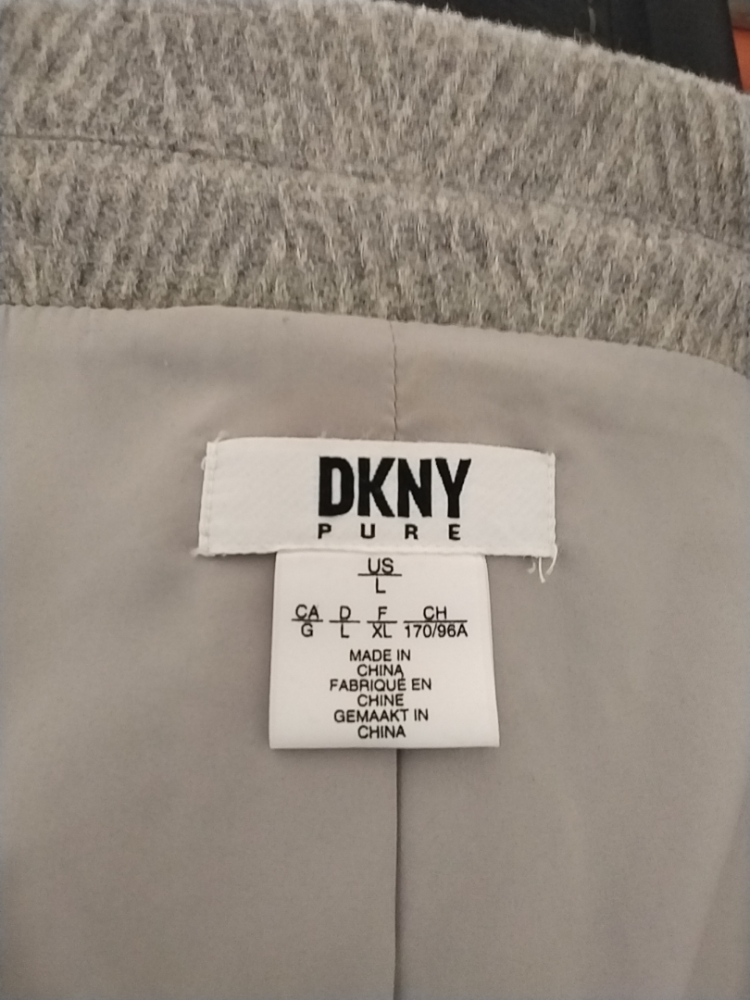 DKNY
PURE
US
L
CA D F CH
G L XL 170/96A
MADE IN
CHINA
FABRIQUÉ EN
CHINE
GEMAAKT IN
CHINA